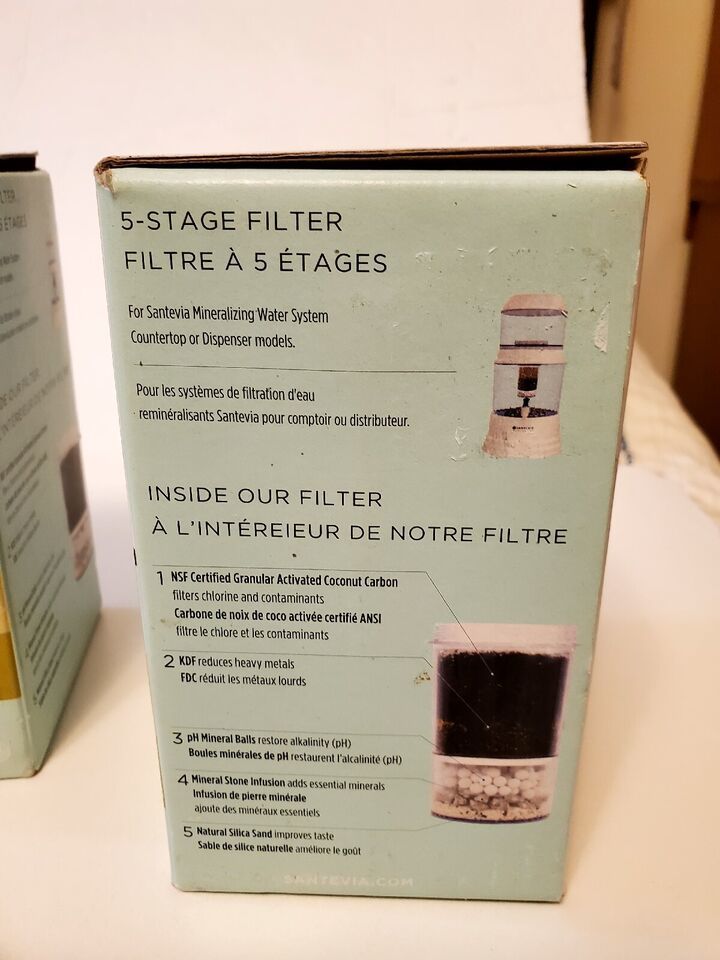 5-STAGE FILTER
FILTRE À 5 ÉTAGES
For Santevia Mineralizing Water System
Countertop or Dispenser models.
Pour les systèmes de filtration d'eau
reminéralisants Santevia pour comptoir ou distributeur.
INSIDE OUR FILTER
À L'INTÉREIEUR DE NOTRE FILTRE
1 NSF Certified Granular Activated Coconut Carbon
filters chlorine and contaminants
Carbone de noix de coco activée certifié ANSI
filtre le chlore et les contaminants
2 KDF reduces heavy metals
FDC réduit les métaux lourds
3 pH Mineral Balls restore alkalinity (pH)
Boules minérales de pH restaurent l'alcalinité (pH)
4 Mineral Stone Infusion adds essential minerals
Infusion de pierre minérale
ajoute des minéraux essentiels
5 Natural Silica Sand improves taste
Sable de silice naturelle améliore le goût
SANTEVIA.COM